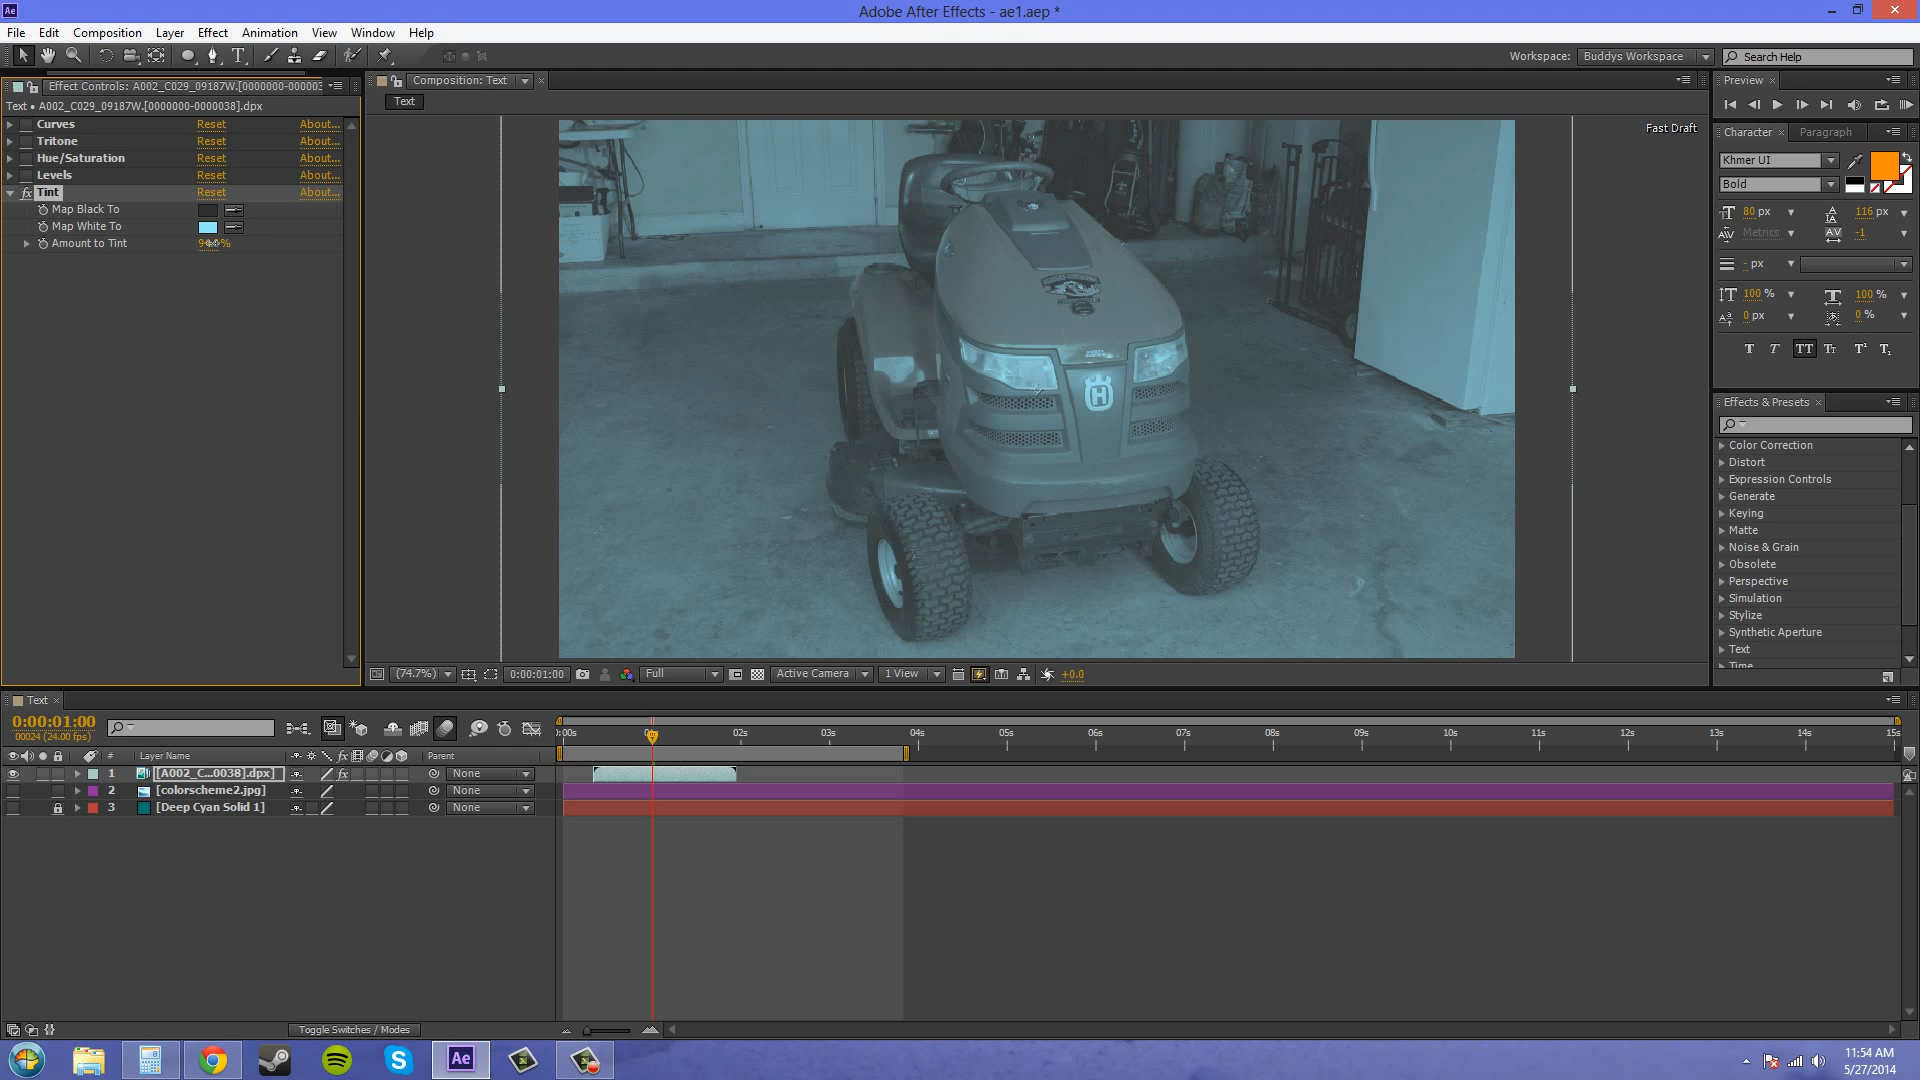 Adobe After Effects - ae1.aep *
File Edit Composition Layer Effect Animation View Window Help
Workspace: Buddys Workspace Search Help
Effect Controls: A002_C029_09187W.[0000000-000003
Text • A002_C029_09187W.[0000000-0000038].dpx
Curves Reset About...
Tritone Reset About...
Hue/Saturation Reset About...
Levels Reset About...
Tint Reset About...
Map Black To
Map White To
Amount to Tint
Composition: Text
Text
Fast Draft
H
(74.7%) 0:00:01:00 Full Active Camera 1 View +0.0
Preview
Character Paragraph
Khmer UI
Bold
80 px 116 px
Metrics -1
- px
100 % 100 %
0 px 0 %
T T TT Tt T¹ T₁
Effects & Presets
Color Correction
Distort
Expression Controls
Generate
Keying
Matte
Noise & Grain
Obsolete
Perspective
Simulation
Stylize
Synthetic Aperture
Text
Time
Text
0:00:01:00
00024 (24.00 fps)
:00s 02s 03s 04s 05s 06s 07s 08s 09s 10s 11s 12s 13s 14s 15s
# Layer Name Parent
1 [A002_C...0038].dpx] None
2 [colorscheme2.jpg] None
3 [Deep Cyan Solid 1] None
Toggle Switches / Modes
Ae
11:54 AM
5/27/2014